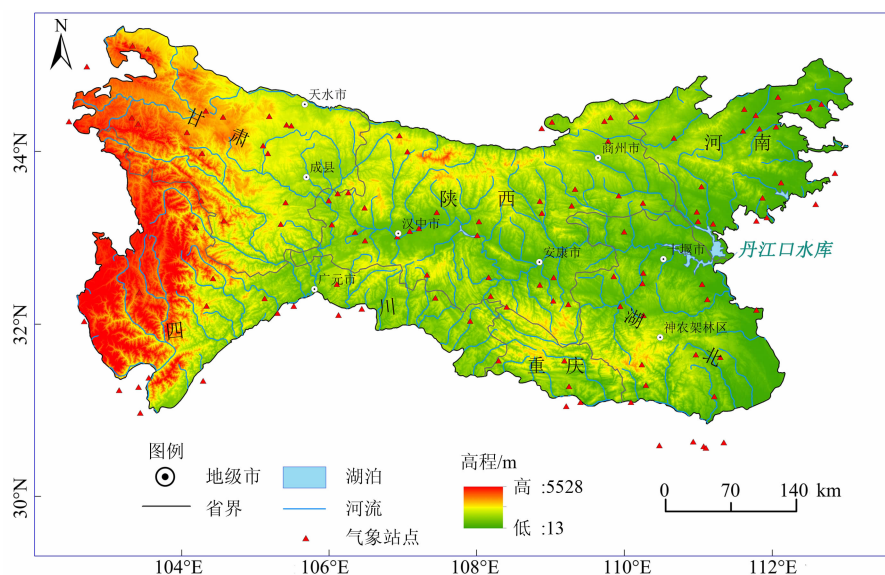 N
34°N
32°N
30°N
104°E
106°E
108°E
110°E
112°E
甘肃
天水市
成县
陕西
汉中市
商州市
河南
安康市
十堰市
丹江口水库
广元市
四川
湖北
神农架林区
重庆
图例
地级市
湖泊
省界
河流
气象站点
高程/m
高 :5528
低 :13
0 70 140 km